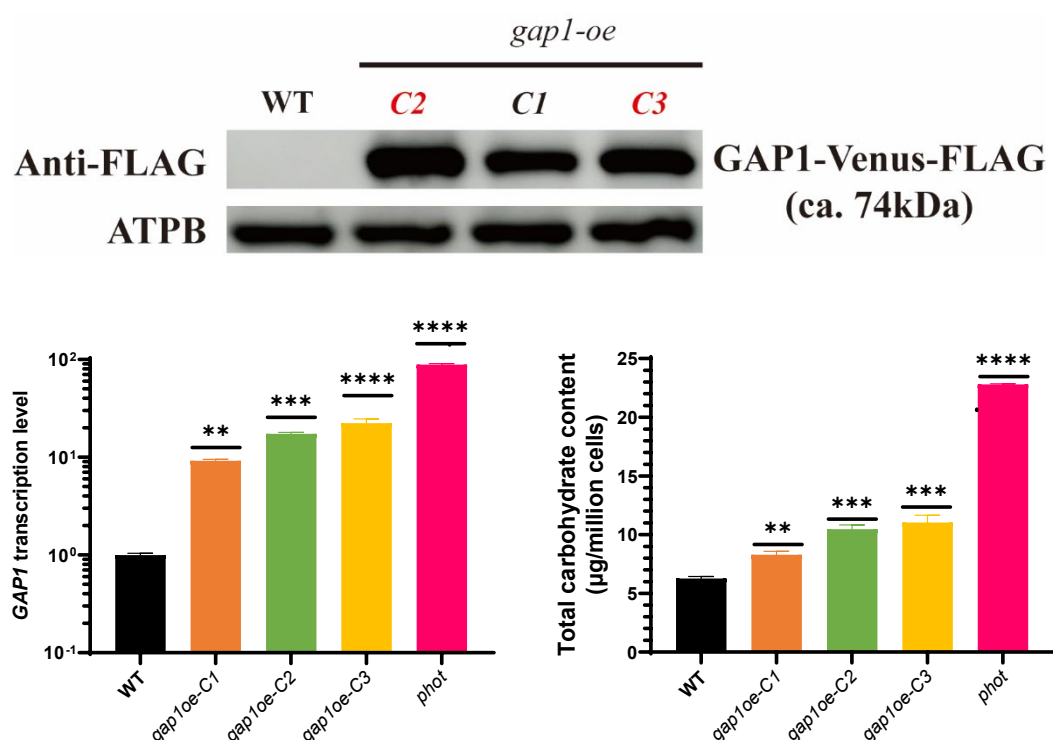 gap1-oe
WT C2 C1 C3
Anti-FLAG
GAP1-Venus-FLAG
(ca. 74kDa)
ATPB
GAP1 transcription level
10²
10¹
10⁰
10⁻¹
**
***
****
****
WT
gap1oe-C1
gap1oe-C2
gap1oe-C3
phot
Total carbohydrate content
(µg/million cells)
25
20
15
10
5
0
**
***
***
****
WT
gap1oe-C1
gap1oe-C2
gap1oe-C3
phot